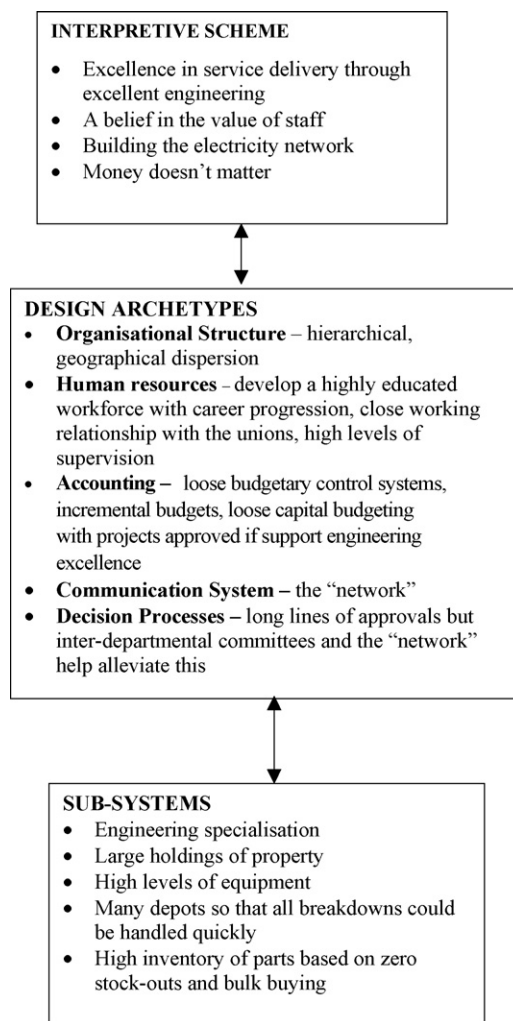 INTERPRETIVE SCHEME
• Excellence in service delivery through
excellent engineering
• A belief in the value of staff
• Building the electricity network
• Money doesn’t matter
DESIGN ARCHETYPES
• Organisational Structure – hierarchical,
geographical dispersion
• Human resources – develop a highly educated
workforce with career progression, close working
relationship with the unions, high levels of
supervision
• Accounting – loose budgetary control systems,
incremental budgets, loose capital budgeting
with projects approved if support engineering
excellence
• Communication System – the “network”
• Decision Processes – long lines of approvals but
inter-departmental committees and the “network”
help alleviate this
SUB-SYSTEMS
• Engineering specialisation
• Large holdings of property
• High levels of equipment
• Many depots so that all breakdowns could
be handled quickly
• High inventory of parts based on zero
stock-outs and bulk buying